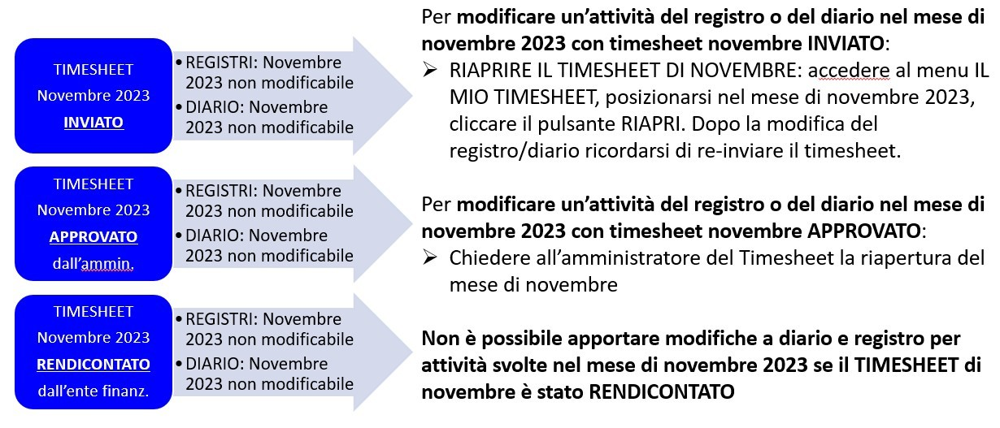 TIMESHEET
Novembre 2023
INVIATO
• REGISTRI: Novembre
2023 non modificabile
• DIARIO: Novembre
2023 non modificabile
Per modificare un’attività del registro o del diario nel mese di
novembre 2023 con timesheet novembre INVIATO:
➢ RIAPRIRE IL TIMESHEET DI NOVEMBRE: accedere al menu IL
MIO TIMESHEET, posizionarsi nel mese di novembre 2023,
cliccare il pulsante RIAPRI. Dopo la modifica del
registro/diario ricordarsi di re-inviare il timesheet.
TIMESHEET
Novembre 2023
APPROVATO
dall’ammin.
• REGISTRI: Novembre
2023 non modificabile
• DIARIO: Novembre
2023 non modificabile
Per modificare un’attività del registro o del diario nel mese di
novembre 2023 con timesheet novembre APPROVATO:
➢ Chiedere all’amministratore del Timesheet la riapertura del
mese di novembre
TIMESHEET
Novembre 2023
RENDICONTATO
dall’ente finanz.
• REGISTRI: Novembre
2023 non modificabile
• DIARIO: Novembre
2023 non modificabile
Non è possibile apportare modifiche a diario e registro per
attività svolte nel mese di novembre 2023 se il TIMESHEET di
novembre è stato RENDICONTATO